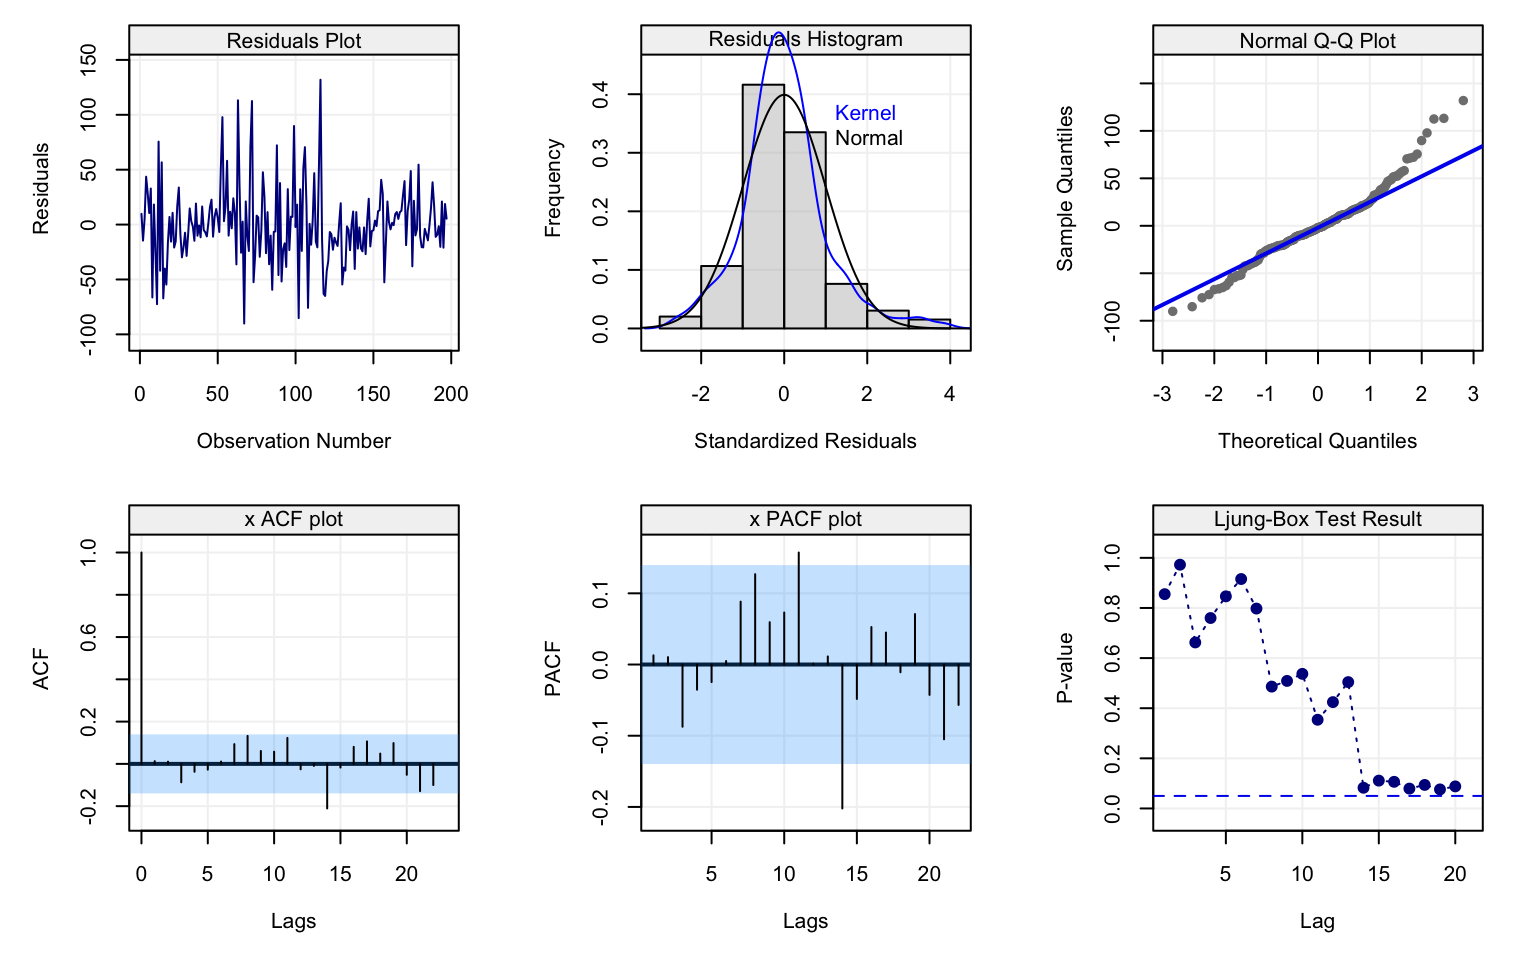 Residuals Plot
Residuals
150
100
50
0
-50
-100
0 50 100 150 200
Observation Number
Residuals Histogram
Frequency
0.4
0.3
0.2
0.1
0.0
Kernel
Normal
-2 0 2 4
Standardized Residuals
Normal Q-Q Plot
Sample Quantiles
100
50
0
-100
-3 -2 -1 0 1 2 3
Theoretical Quantiles
x ACF plot
ACF
1.0
0.6
0.2
-0.2
0 5 10 15 20
Lags
x PACF plot
PACF
0.1
0.0
-0.1
-0.2
5 10 15 20
Lags
Ljung-Box Test Result
P-value
1.0
0.8
0.6
0.4
0.2
0.0
5 10 15 20
Lag